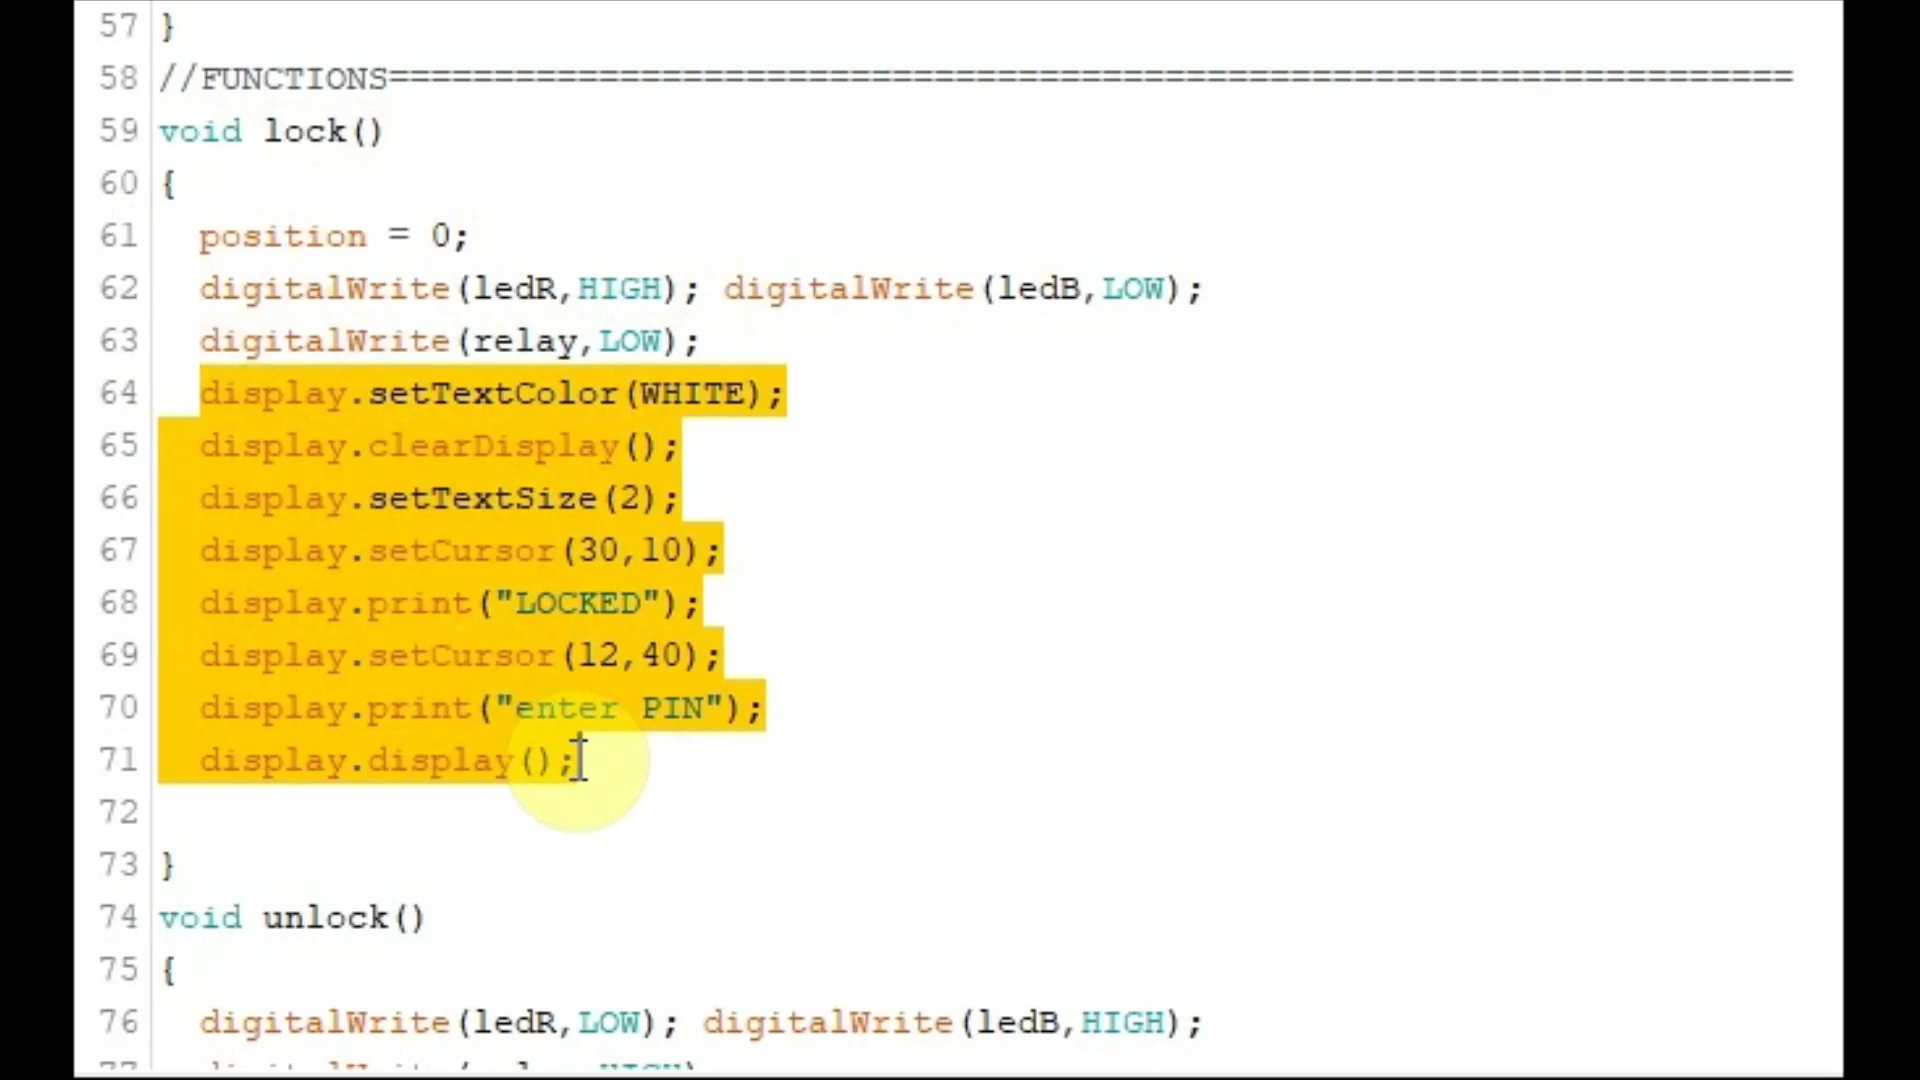 57 }
58 //FUNCTIONS===================================================================
59 void lock()
60 {
61 position = 0;
62 digitalWrite(ledR,HIGH); digitalWrite(ledB,LOW);
63 digitalWrite(relay,LOW);
64 display.setTextColor(WHITE);
65 display.clearDisplay();
66 display.setTextSize(2);
67 display.setCursor(30,10);
68 display.print("LOCKED");
69 display.setCursor(12,40);
70 display.print("enter PIN");
71 display.display();
72
73 }
74 void unlock()
75 {
76 digitalWrite(ledR,LOW); digitalWrite(ledB,HIGH);